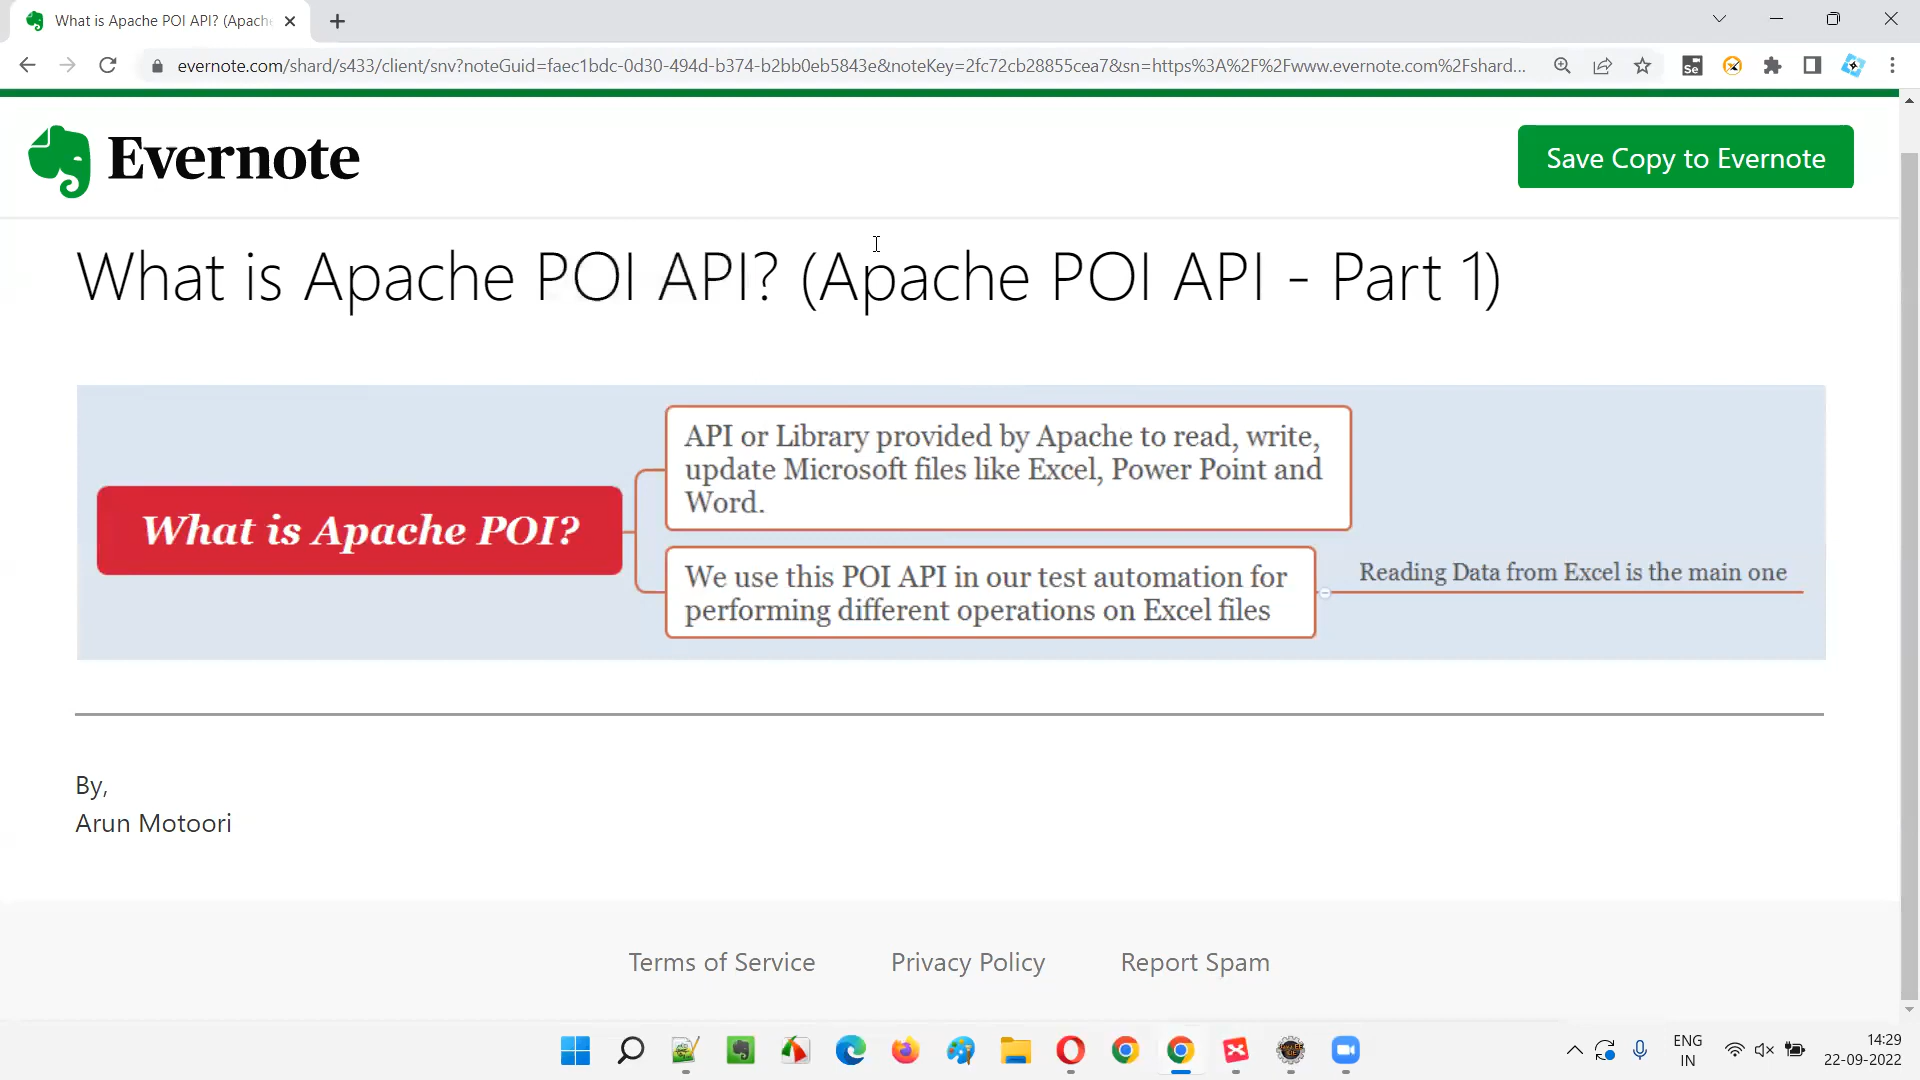 What is Apache POI API? (Apach
evernote.com/shard/s433/client/snv?noteGuid=faec1bdc-0d30-494d-b374-b2bb0eb5843e&noteKey=2fc72cb28855cea7&sn=https%3A%2F%2Fwww.evernote.com%2Fshard...
Se
Evernote
Save Copy to Evernote
What is Apache POI API? (Apache POI API - Part 1)
API or Library provided by Apache to read, write,
update Microsoft files like Excel, Power Point and
Word.
What is Apache POI?
We use this POI API in our test automation for
performing different operations on Excel files
Reading Data from Excel is the main one
By,
Arun Motoori
Terms of Service Privacy Policy Report Spam
ENG
IN
14:29
22-09-2022